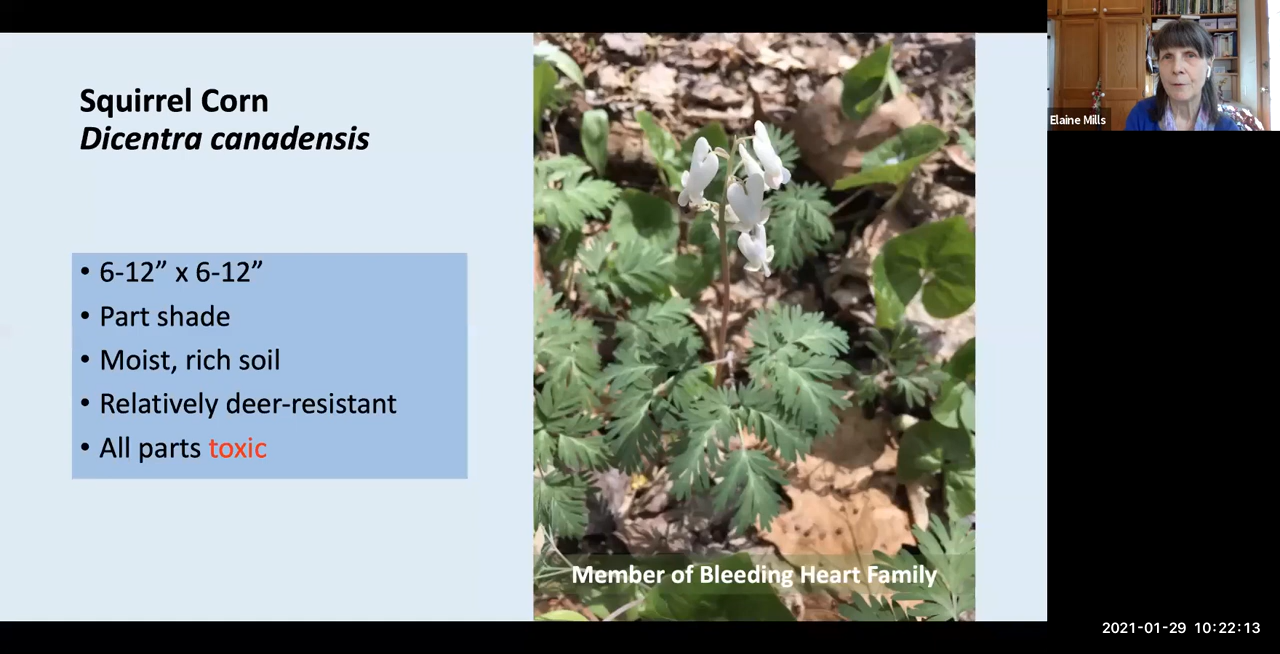 Squirrel Corn
Dicentra canadensis
• 6-12” x 6-12”
• Part shade
• Moist, rich soil
• Relatively deer-resistant
• All parts toxic
Member of Bleeding Heart Family
Elaine Mills
2021-01-29 10:22:13